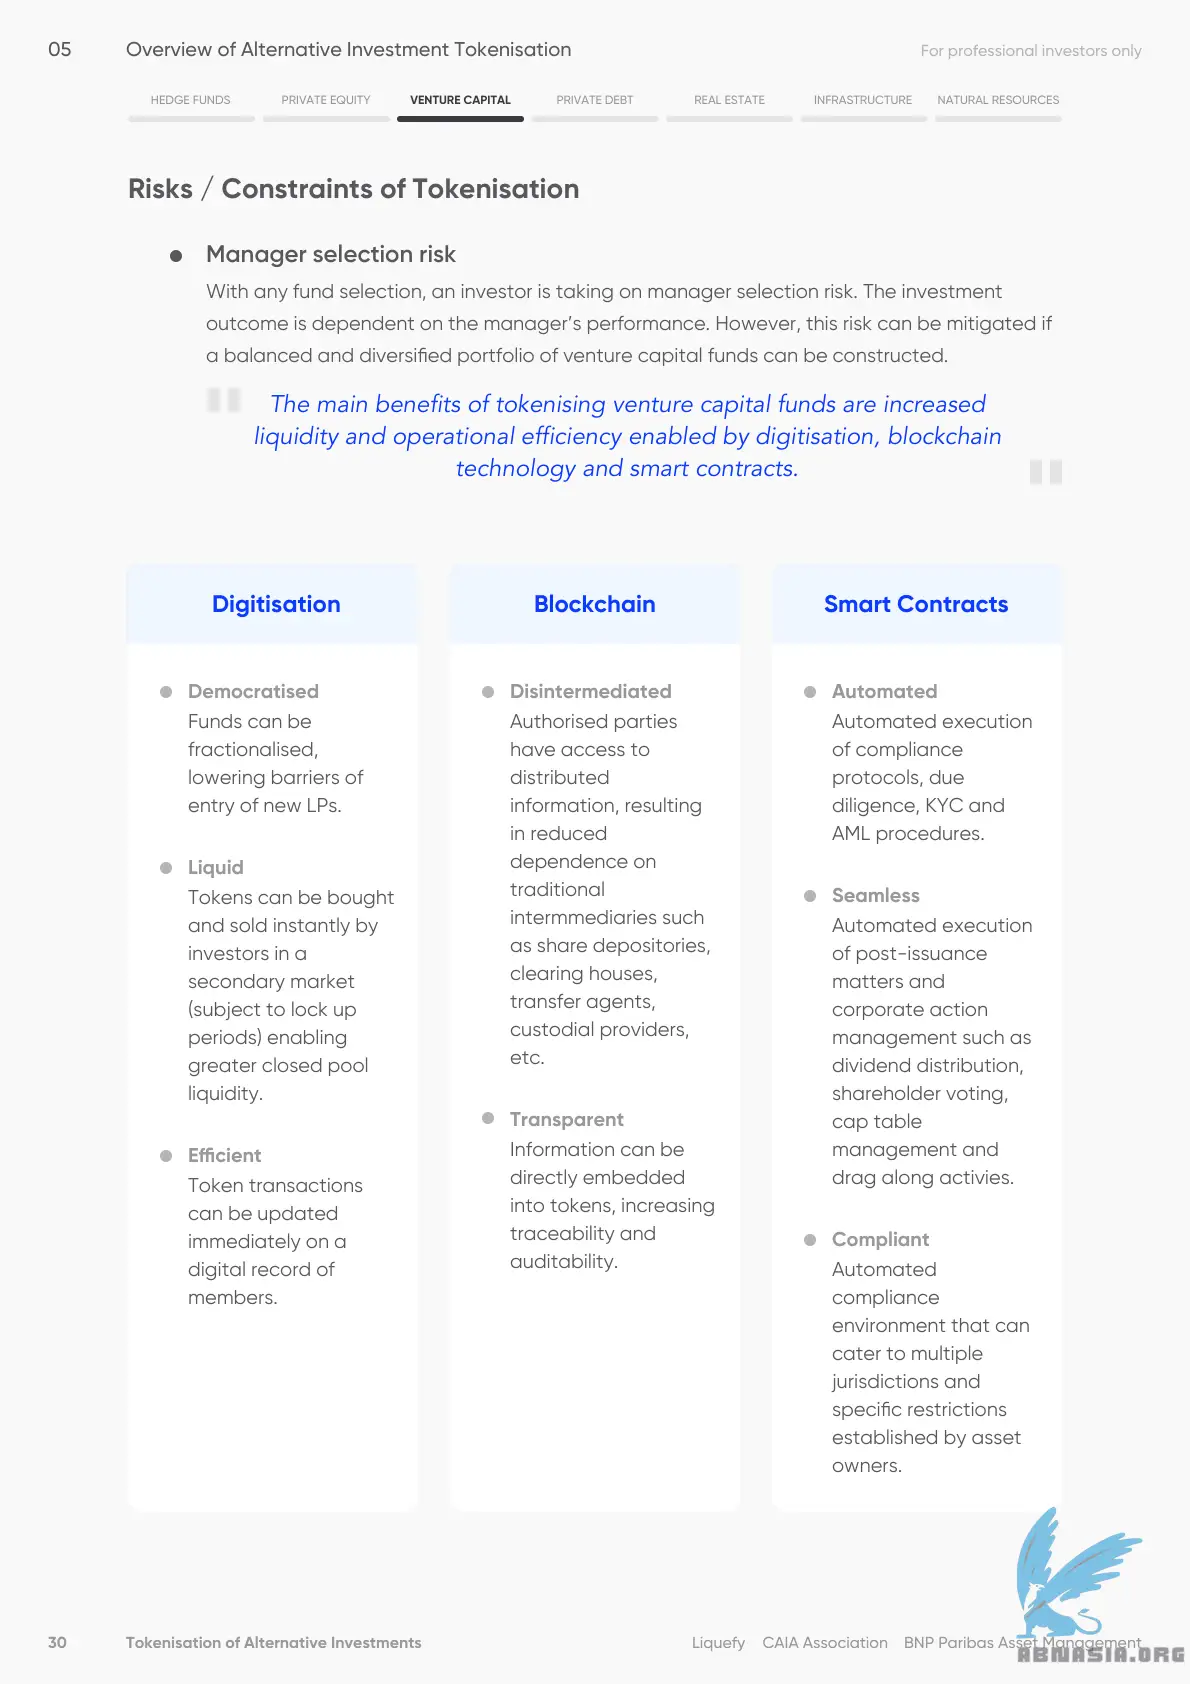 05 Overview of Alternative Investment Tokenisation For professional investors only
HEDGE FUNDS PRIVATE EQUITY VENTURE CAPITAL PRIVATE DEBT REAL ESTATE INFRASTRUCTURE NATURAL RESOURCES
Risks / Constraints of Tokenisation
Manager selection risk
With any fund selection, an investor is taking on manager selection risk. The investment
outcome is dependent on the manager's performance. However, this risk can be mitigated if
a balanced and diversified portfolio of venture capital funds can be constructed.
"The main benefits of tokenising venture capital funds are increased
liquidity and operational efficiency enabled by digitisation, blockchain
technology and smart contracts."
Digitisation
Democratised
Funds can be
fractionalised,
lowering barriers of
entry of new LPs.
Liquid
Tokens can be bought
and sold instantly by
investors in a
secondary market
(subject to lock up
periods) enabling
greater closed pool
liquidity.
Efficient
Token transactions
can be updated
immediately on a
digital record of
members.
Blockchain
Disintermediated
Authorised parties
have access to
distributed
information, resulting
in reduced
dependence on
traditional
intermmediaries such
as share depositories,
clearing houses,
transfer agents,
custodial providers,
etc.
Transparent
Information can be
directly embedded
into tokens, increasing
traceability and
auditability.
Smart Contracts
Automated
Automated execution
of compliance
protocols, due
diligence, KYC and
AML procedures.
Seamless
Automated execution
of post-issuance
matters and
corporate action
management such as
dividend distribution,
shareholder voting,
cap table
management and
drag along activies.
Compliant
Automated
compliance
environment that can
cater to multiple
jurisdictions and
specific restrictions
established by asset
owners.
30 Tokenisation of Alternative Investments Liquefy CAIA Association BNP Paribas Asset Management
ABMASIA.ORG